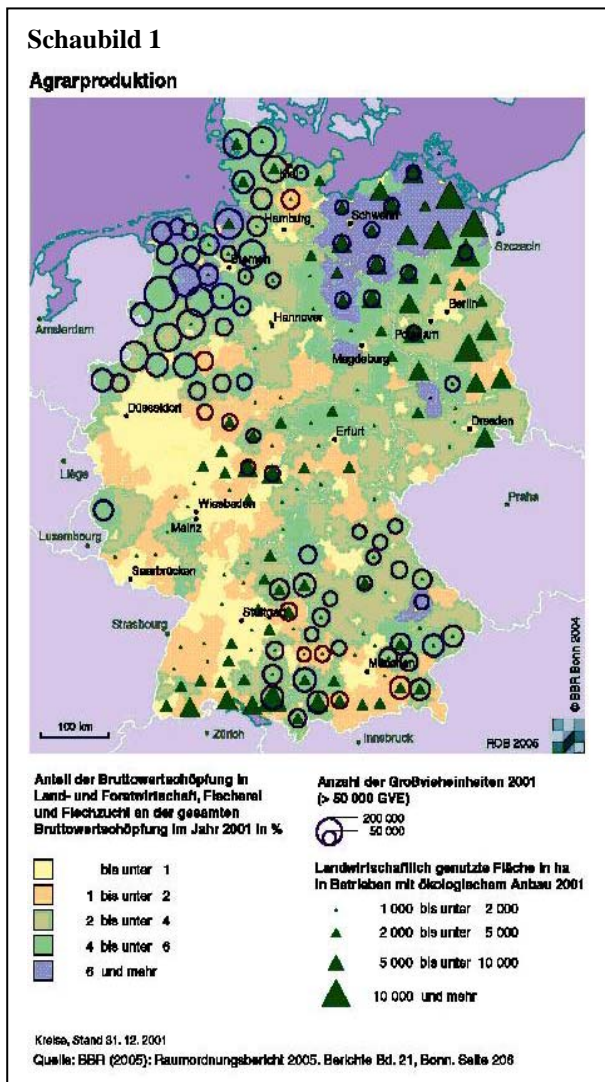 Schaubild 1
Agrarproduktion
Kiel
Hamburg
Schwerin
Szczecin
Bremen
Amsterdam
Hannover
Berlin
Potsdam
Magdeburg
Düsseldorf
Erfurt
Dresden
Liège
Wiesbaden
Praha
Mainz
Luxembourg
Saarbrücken
Stuttgart
Strasbourg
München
100 km
Zürich
Innsbruck
© BBR Bonn 2004
ROB 2005
Anteil der Bruttowertschöpfung in
Land- und Forstwirtschaft, Fischerei
und Fischzucht an der gesamten
Bruttowertschöpfung im Jahr 2001 in %
bis unter 1
1 bis unter 2
2 bis unter 4
4 bis unter 6
6 und mehr
Anzahl der Großvieheinheiten 2001
(> 50 000 GVE)
200 000
50 000
Landwirtschaftlich genutzte Fläche in ha
in Betrieben mit ökologischem Anbau 2001
1 000 bis unter 2 000
2 000 bis unter 5 000
5 000 bis unter 10 000
10 000 und mehr
Kreise, Stand 31. 12. 2001
Quelle: BBR (2005): Raumordnungsbericht 2005. Berichte Bd. 21, Bonn. Seite 206